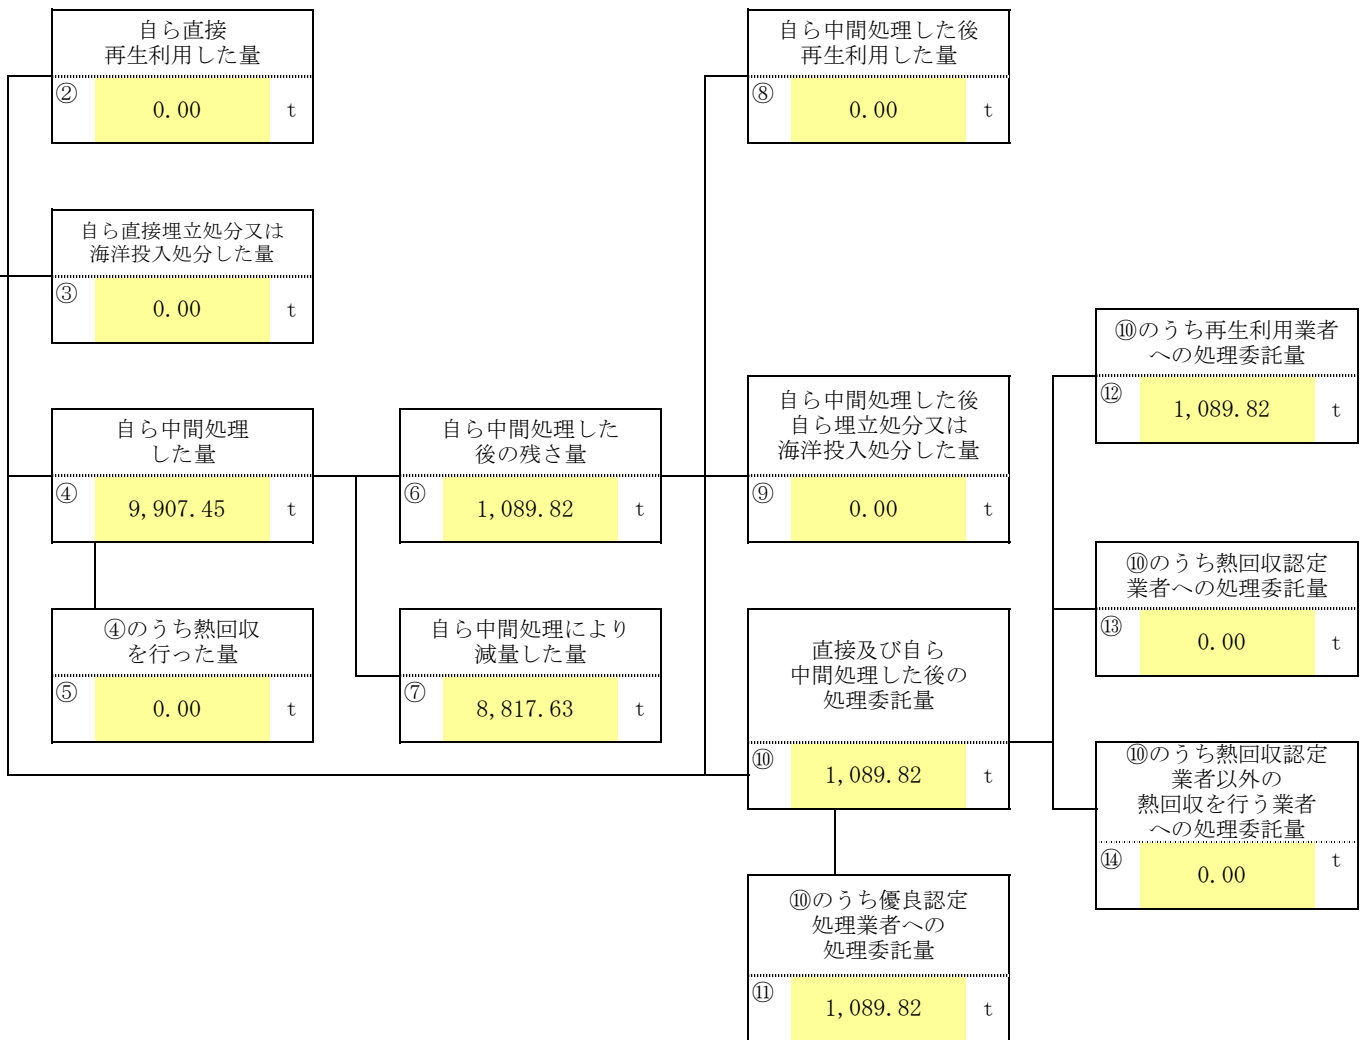 自ら直接
再生利用した量
②
0.00
t
自ら直接埋立処分又は
海洋投入処分した量
③
0.00
t
自ら中間処理
した量
④
9,907.45
t
④のうち熱回収
を行った量
⑤
0.00
t
自ら中間処理した
後の残さ量
⑥
1,089.82
t
自ら中間処理により
減量した量
⑦
8,817.63
t
自ら中間処理した後
再生利用した量
⑧
0.00
t
自ら中間処理した後
自ら埋立処分又は
海洋投入処分した量
⑨
0.00
t
直接及び自ら
中間処理した後の
処理委託量
⑩
1,089.82
t
⑩のうち優良認定
処理業者への
処理委託量
⑪
1,089.82
t
⑩のうち再生利用業者
への処理委託量
⑫
1,089.82
t
⑩のうち熱回収認定
業者への処理委託量
⑬
0.00
t
⑩のうち熱回収認定
業者以外の
熱回収を行う業者
への処理委託量
⑭
0.00
t